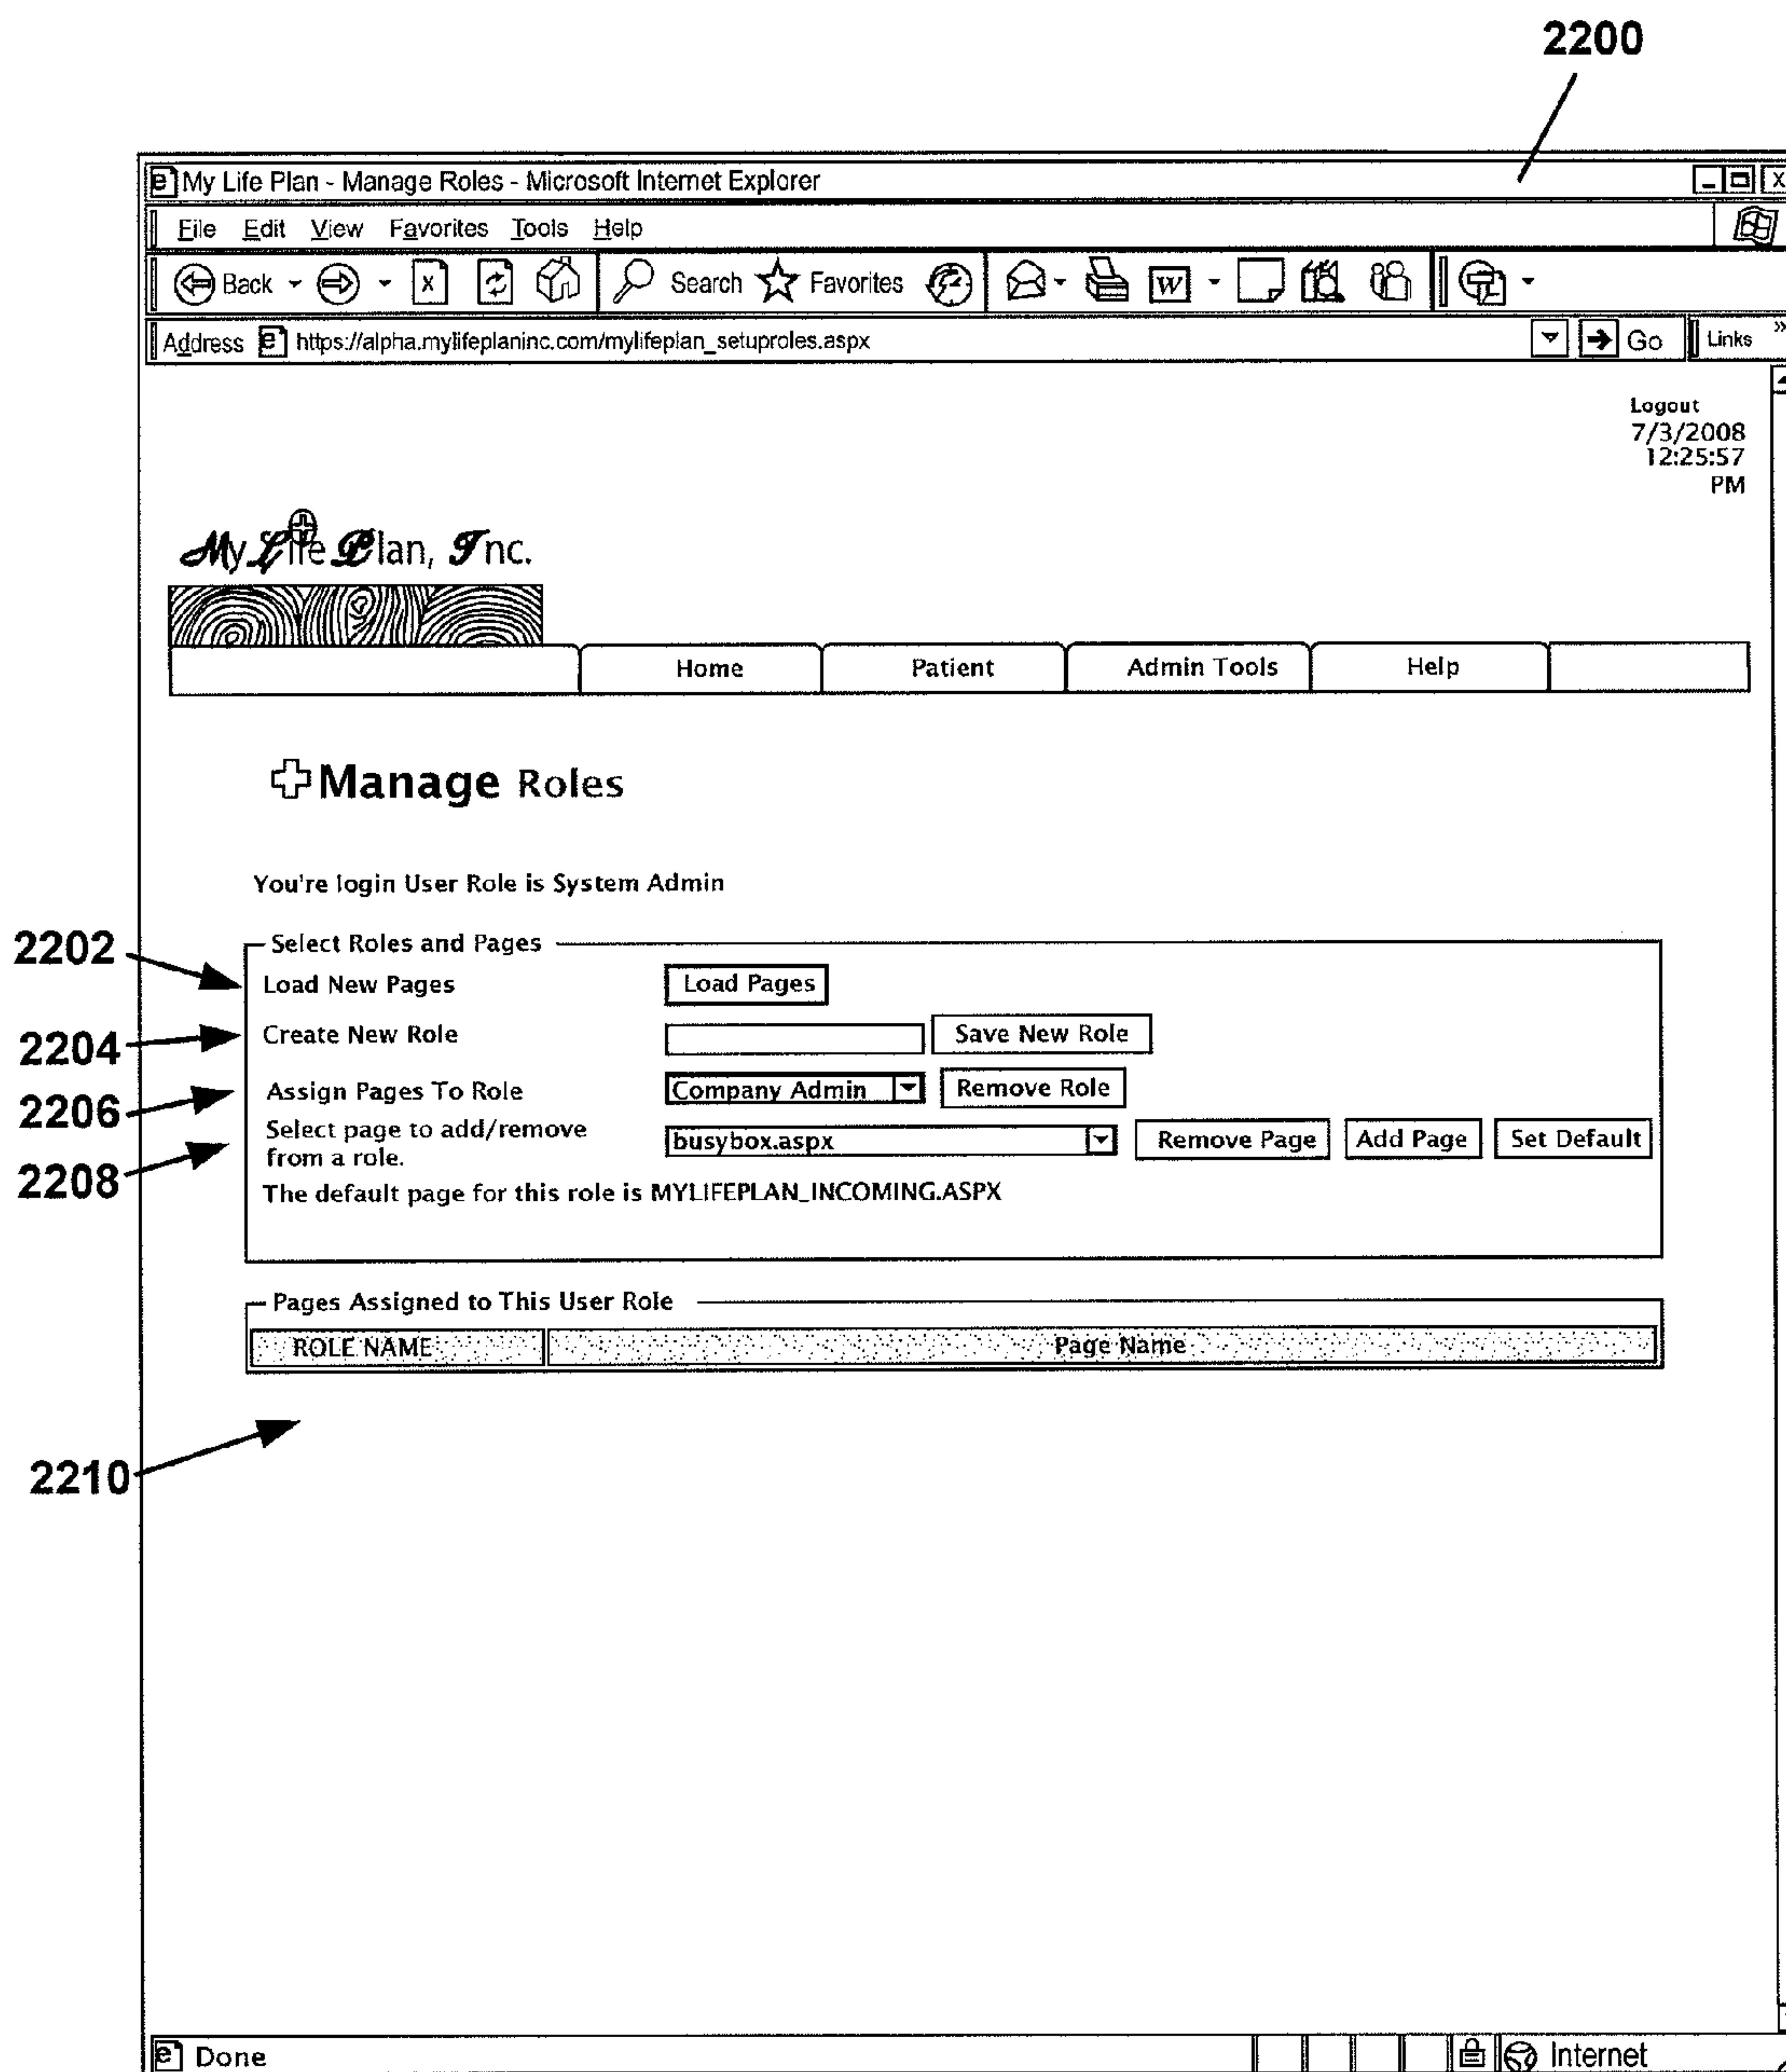 2200
My Life Plan - Manage Roles - Microsoft Internet Explorer
File Edit View Favorites Tools Help
Back Search Favorites W
Address https://alpha.mylifeplaninc.com/mylifeplan_setuproles.aspx Go Links »
Logout
7/3/2008
12:25:57
PM
My Life Plan, Inc.
Home Patient Admin Tools Help
Manage Roles
You're login User Role is System Admin
2202
Select Roles and Pages
Load New Pages Load Pages
2204
Create New Role Save New Role
2206
Assign Pages To Role Company Admin Remove Role
2208
Select page to add/remove
from a role. busybox.aspx Remove Page Add Page Set Default
The default page for this role is MYLIFEPLAN_INCOMING.ASPX
Pages Assigned to This User Role
ROLE NAME Page Name
2210
Done Internet